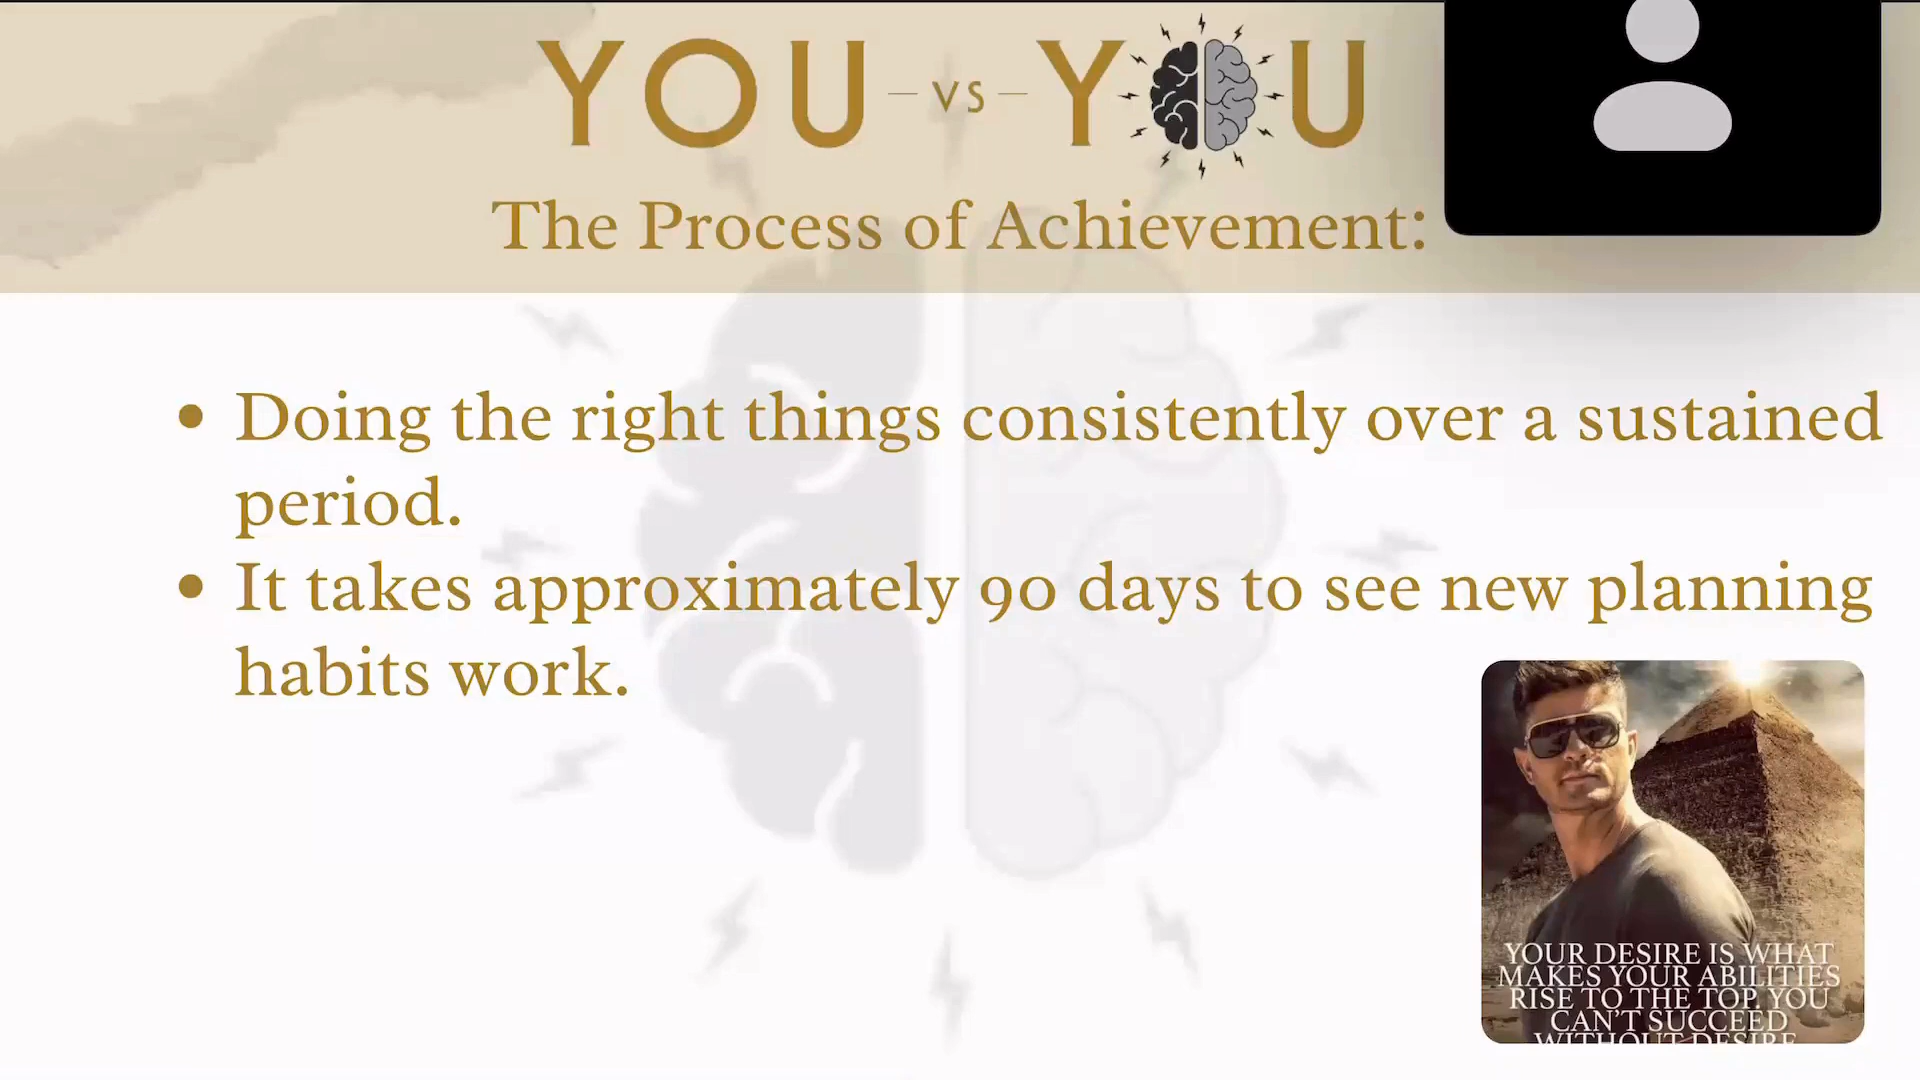 YOU vs YOU
The Process of Achievement:
• Doing the right things consistently over a sustained
period.
• It takes approximately 90 days to see new planning
habits work.
YOUR DESIRE IS WHAT
MAKES YOUR ABILITIES
RISE TO THE TOP. YOU
CAN'T SUCCEED
WITHOUT DESIRE